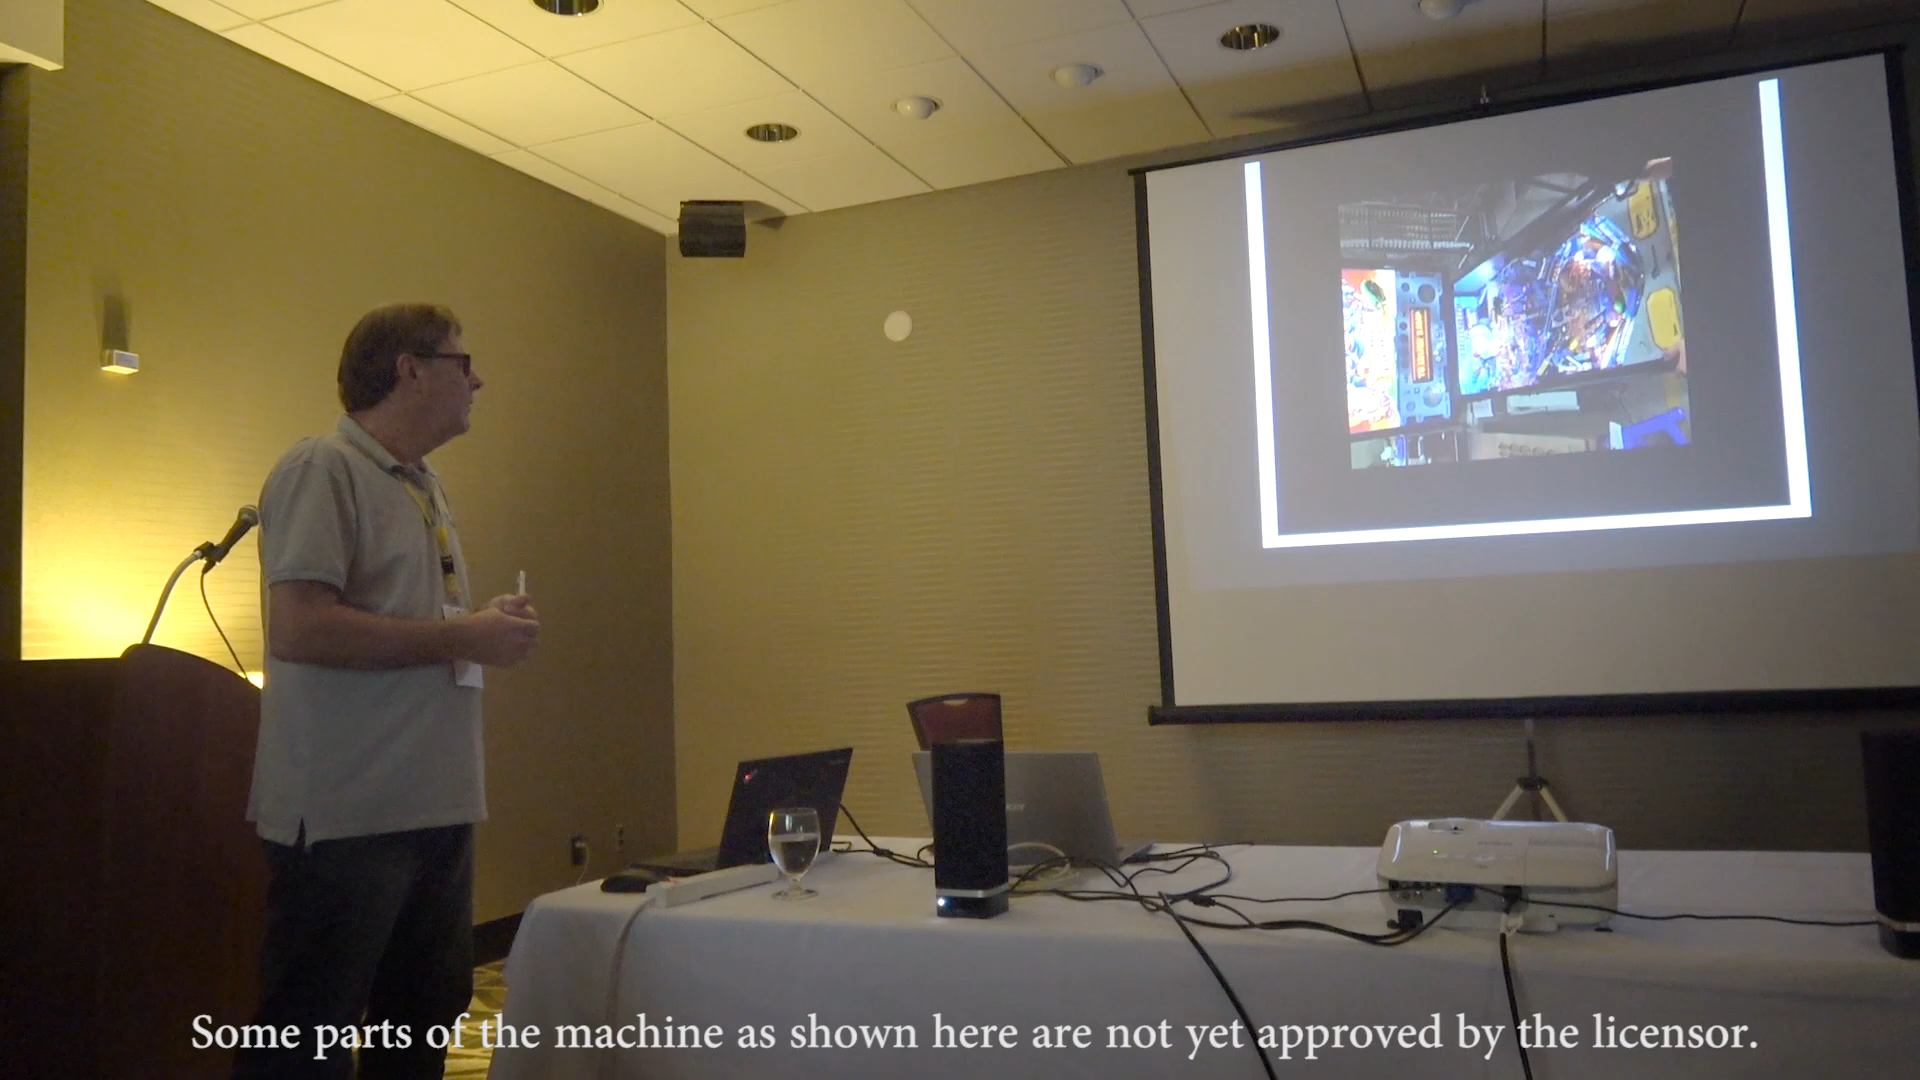 Some parts of the machine as shown here are not yet approved by the licensor.